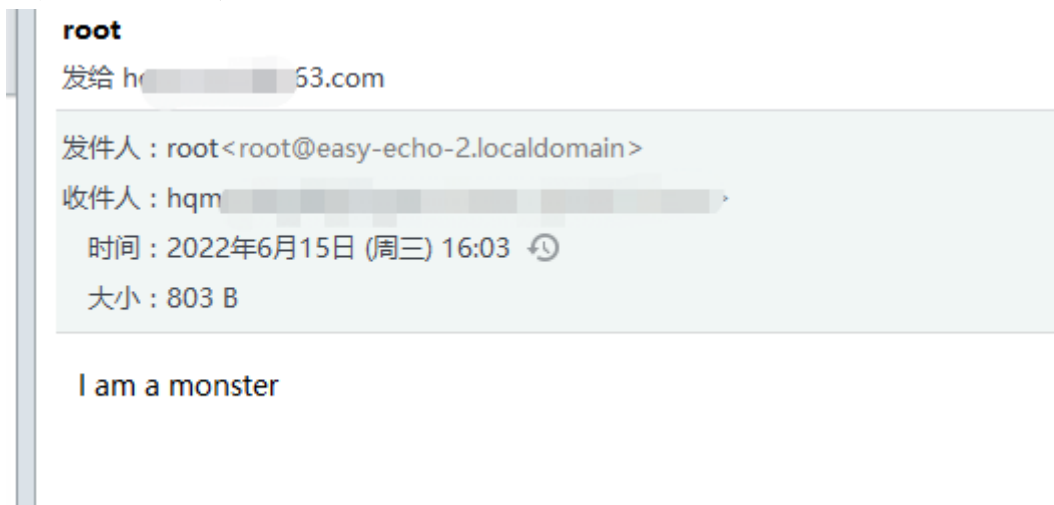 root
发给 h 63.com
发件人：root<root@easy-echo-2.localdomain>
收件人：hqm
时间：2022年6月15日 (周三) 16:03
大小：803 B
I am a monster